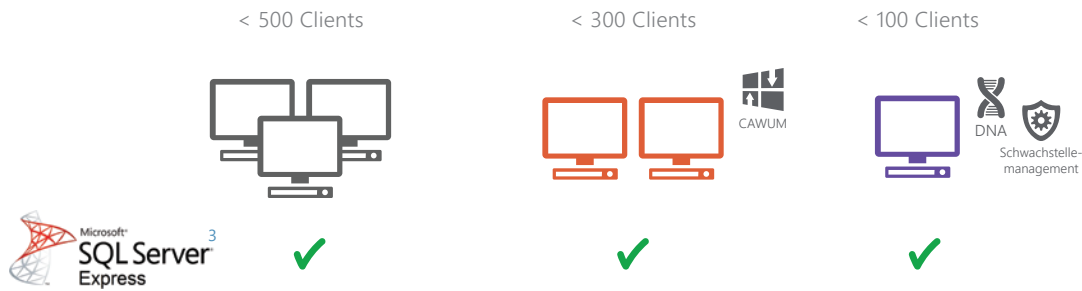 < 500 Clients
< 300 Clients
< 100 Clients
CAWUM
DNA
Schwachstelle-
management
Microsoft®
SQL Server® 3
Express